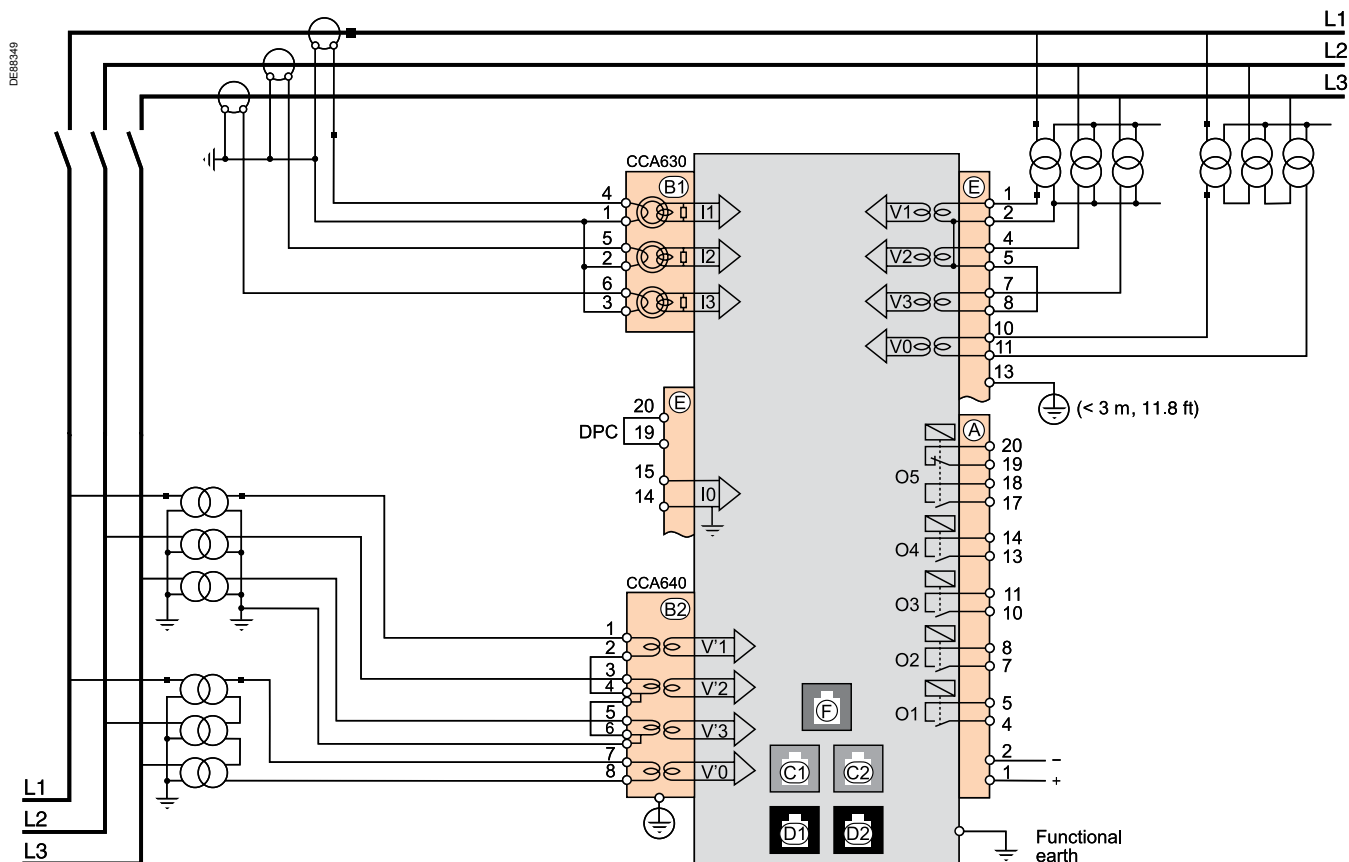 DE88349
L1
L2
L3
CCA630
B1
4
1
I1
5
2
I2
6
3
I3
E
V1
1
2
V2
4
5
V3
7
8
V0
10
11
13
(< 3 m, 11.8 ft)
E
20
DPC
19
15
14
I0
A
O5
20
19
18
17
O4
14
13
O3
11
10
O2
8
7
O1
5
4
2
–
1
+
CCA640
B2
1
2
V'1
3
4
V'2
5
6
V'3
7
8
V'0
F
C1
C2
D1
D2
L1
L2
L3
Functional
earth